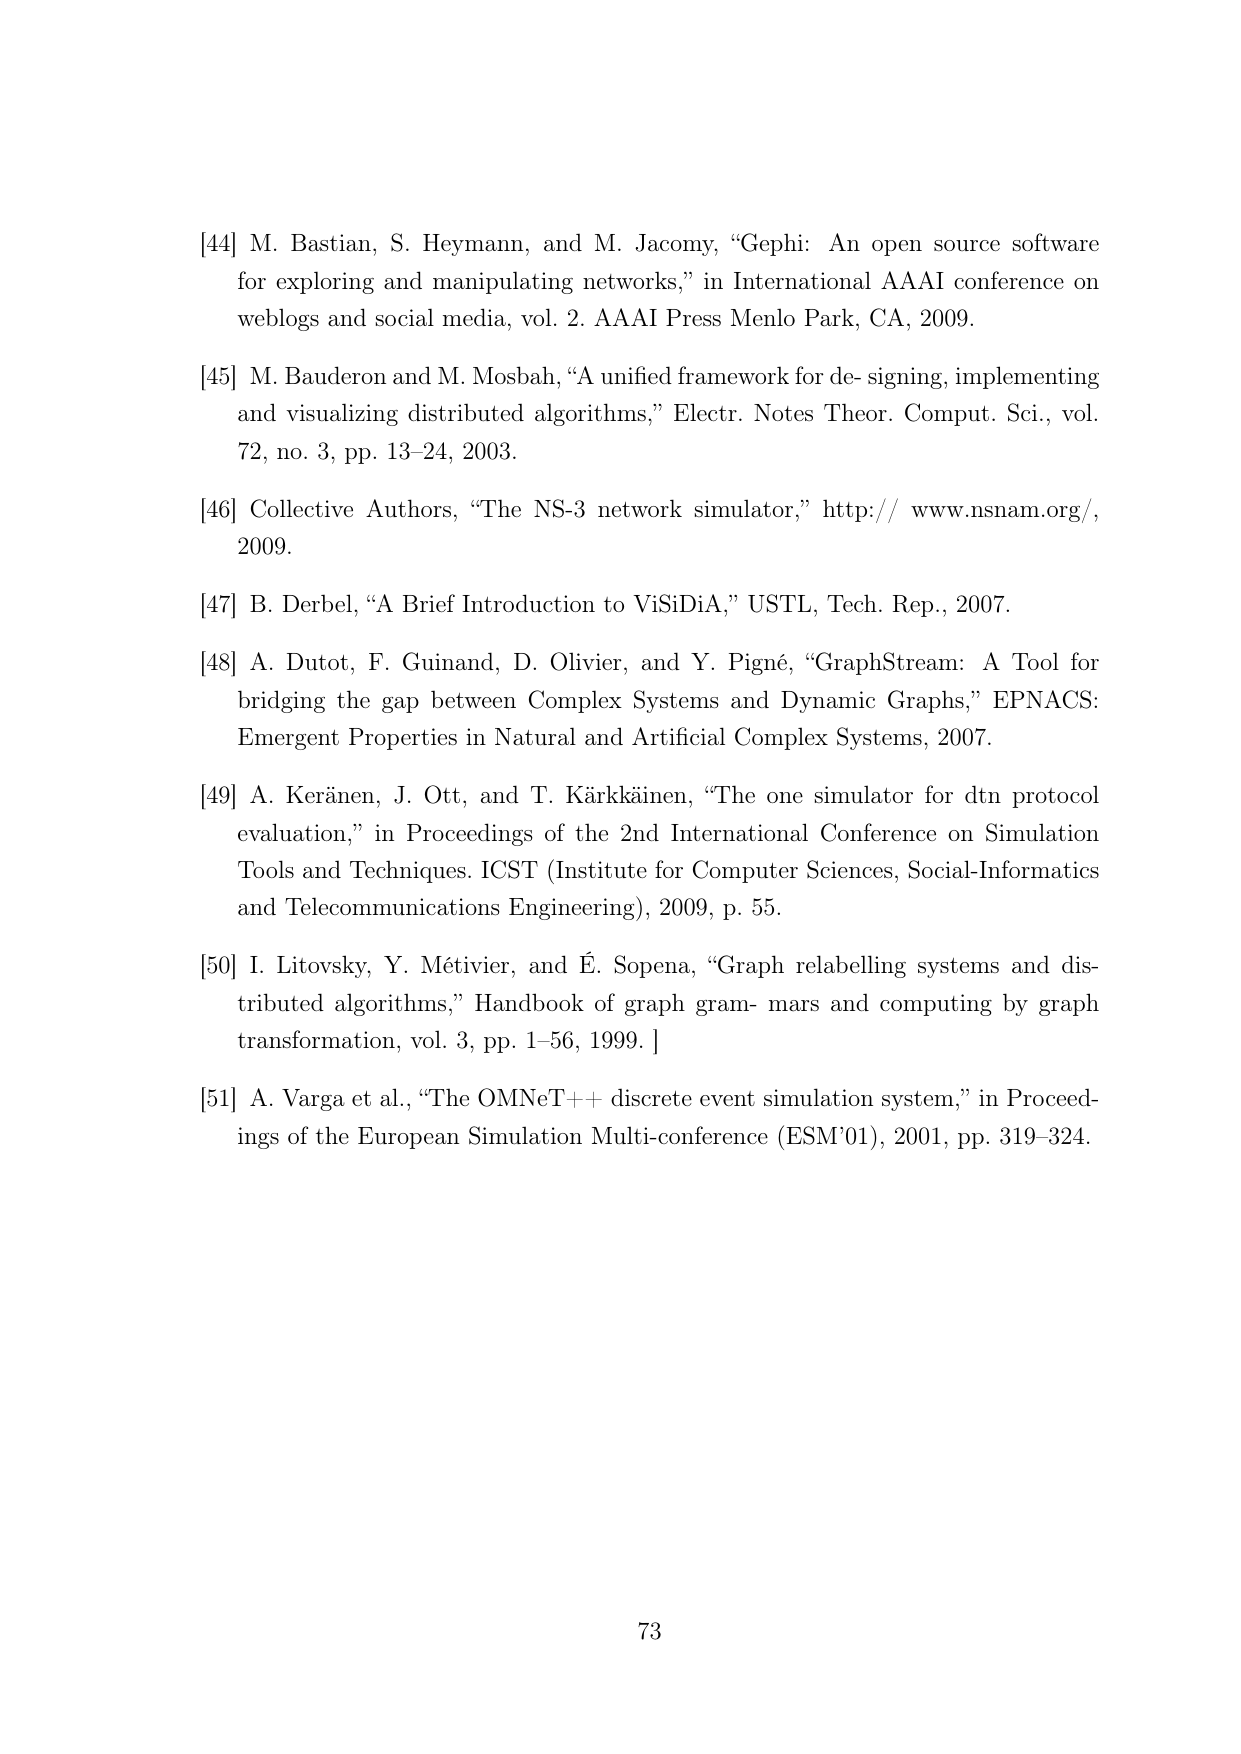 [44] M. Bastian, S. Heymann, and M. Jacomy, “Gephi: An open source software
for exploring and manipulating networks,” in International AAAI conference on
weblogs and social media, vol. 2. AAAI Press Menlo Park, CA, 2009.
[45] M. Bauderon and M. Mosbah, “A unified framework for de- signing, implementing
and visualizing distributed algorithms,” Electr. Notes Theor. Comput. Sci., vol.
72, no. 3, pp. 13–24, 2003.
[46] Collective Authors, “The NS-3 network simulator,” http:// www.nsnam.org/,
2009.
[47] B. Derbel, “A Brief Introduction to ViSiDiA,” USTL, Tech. Rep., 2007.
[48] A. Dutot, F. Guinand, D. Olivier, and Y. Pigné, “GraphStream: A Tool for
bridging the gap between Complex Systems and Dynamic Graphs,” EPNACS:
Emergent Properties in Natural and Artificial Complex Systems, 2007.
[49] A. Keränen, J. Ott, and T. Kärkkäinen, “The one simulator for dtn protocol
evaluation,” in Proceedings of the 2nd International Conference on Simulation
Tools and Techniques. ICST (Institute for Computer Sciences, Social-Informatics
and Telecommunications Engineering), 2009, p. 55.
[50] I. Litovsky, Y. Métivier, and É. Sopena, “Graph relabelling systems and dis-
tributed algorithms,” Handbook of graph gram- mars and computing by graph
transformation, vol. 3, pp. 1–56, 1999. ]
[51] A. Varga et al., “The OMNeT++ discrete event simulation system,” in Proceed-
ings of the European Simulation Multi-conference (ESM’01), 2001, pp. 319–324.
73